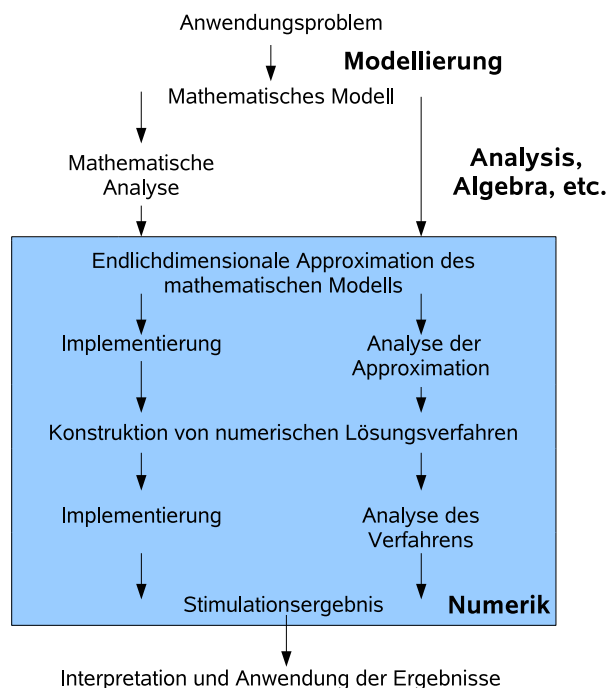 Anwendungsproblem
Modellierung
Mathematisches Modell
Mathematische
Analyse
Analysis,
Algebra, etc.
Endlichdimensionale Approximation des
mathematischen Modells
Implementierung
Analyse der
Approximation
Konstruktion von numerischen Lösungsverfahren
Implementierung
Analyse des
Verfahrens
Stimulationsergebnis
Numerik
Interpretation und Anwendung der Ergebnisse